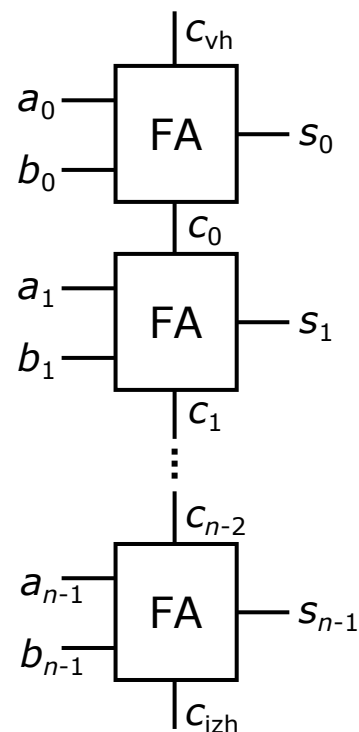 c_vh
a_0 FA s_0
b_0
c_0
a_1 FA s_1
b_1
c_1
c_n-2
a_n-1 FA s_n-1
b_n-1
c_izh